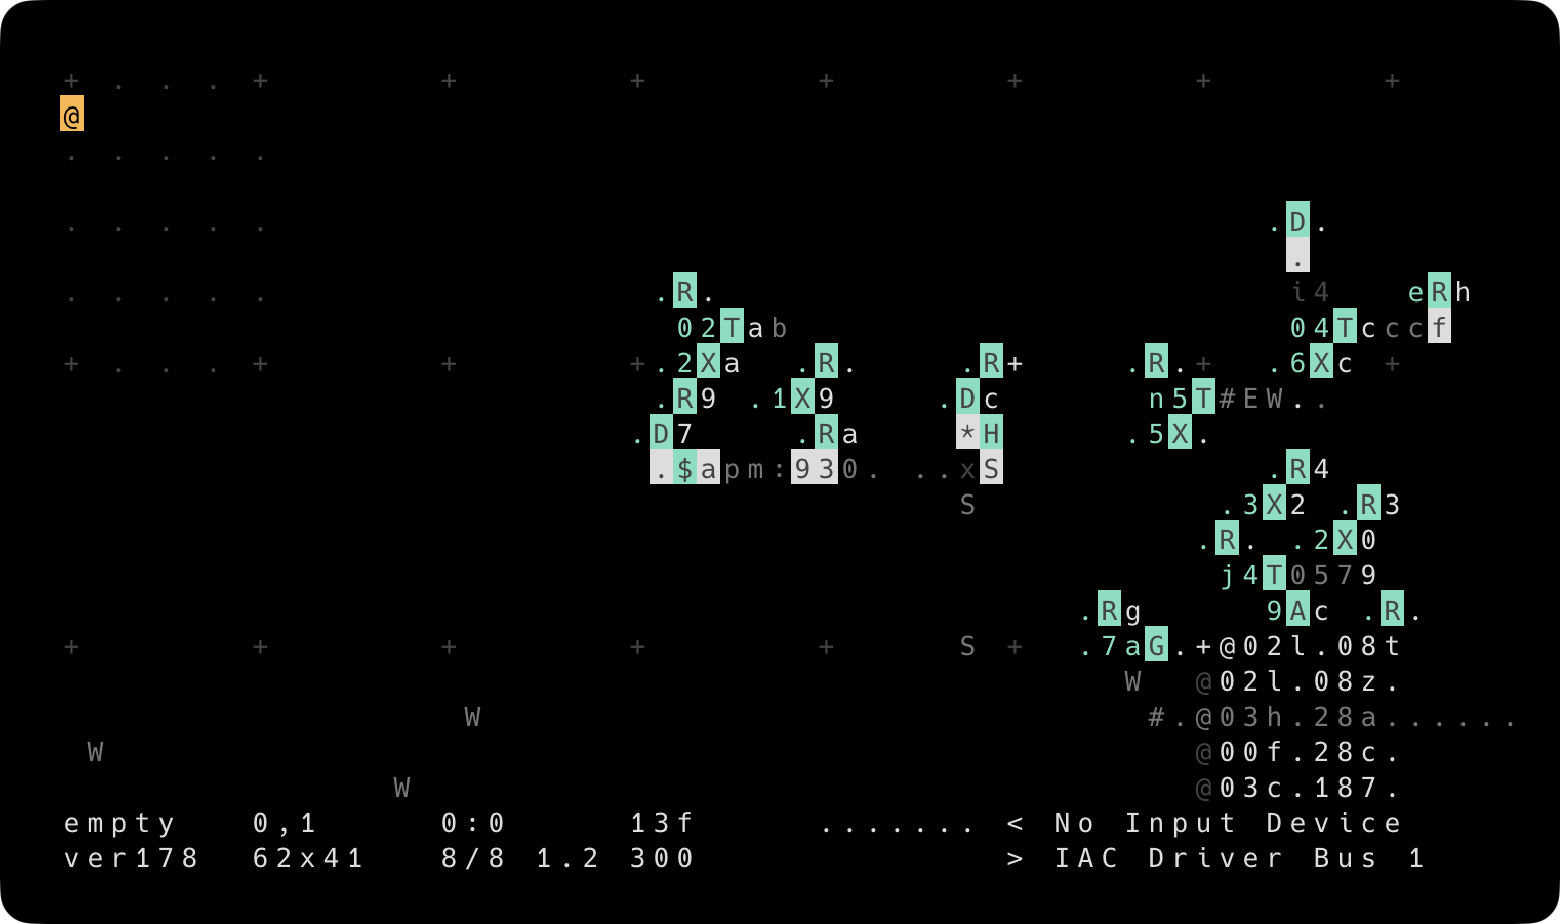 + . . . + + + + + + +
@
. . . . .
. . . . . .D.
.
. . . . . .R. i4 eRh
02Tab 04Tcccf
+ . . . + + +.2Xa .R. .R+ .R.+ .6Xc +
.R9 .1X9 .Dc n5T#EW..
.D7 .Ra *H .5X.
.$apm:930. ..xS .R4
S .3X2 .R3
.R. .2X0
j4T0579
.Rg 9Ac .R.
+ + + + + S + .7aG.+@02l.08t
W @02l.08z.
W #.@03h.28a......
W @00f.28c.
W @03c.187.
empty 0,1 0:0 13f ....... < No Input Device
ver178 62x41 8/8 1.2 300 > IAC Driver Bus 1